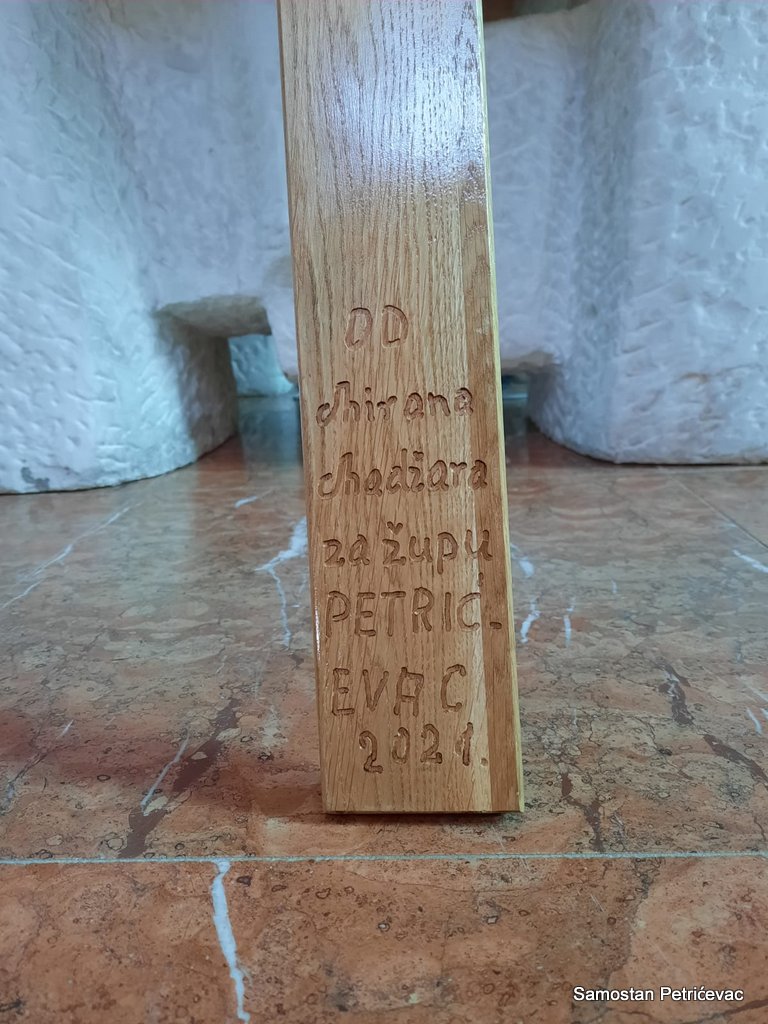 OD
Mirana
Madžara
za župu
PETRIĆ-
EVAC
2021.
Samostan Petrićevac